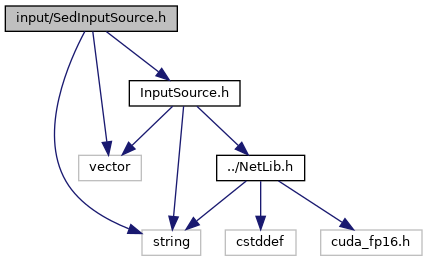 input/SedInputSource.h
InputSource.h
vector
../NetLib.h
string
cstddef
cuda_fp16.h